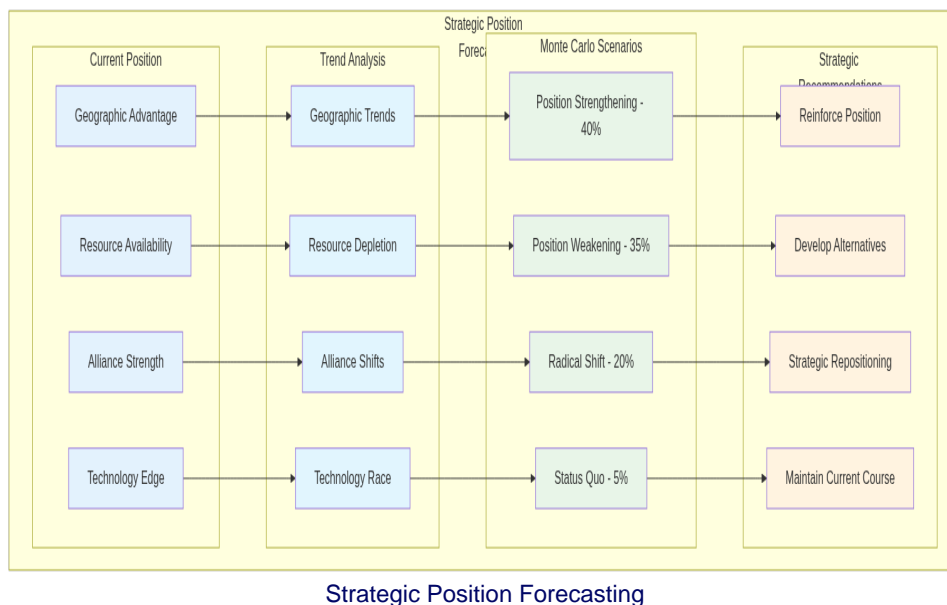 Strategic Position
Current Position
Geographic Advantage
Resource Availability
Alliance Strength
Technology Edge
Trend Analysis
Geographic Trends
Resource Depletion
Alliance Shifts
Technology Race
Monte Carlo Scenarios
Position Strengthening -
40%
Position Weakening - 35%
Radical Shift - 20%
Status Quo - 5%
Strategic
Recommendations
Reinforce Position
Develop Alternatives
Strategic Repositioning
Maintain Current Course
Strategic Position Forecasting